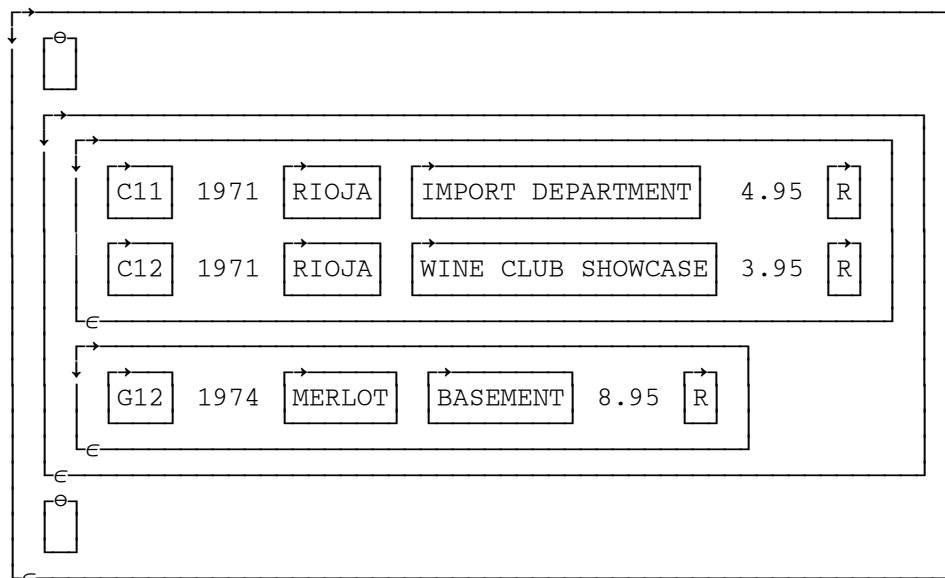 C11 1971 RIOJA IMPORT DEPARTMENT 4.95 R
C12 1971 RIOJA WINE CLUB SHOWCASE 3.95 R
G12 1974 MERLOT BASEMENT 8.95 R